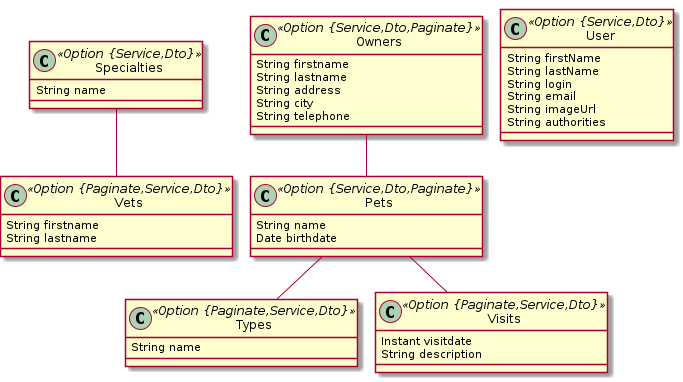 C «Option {Service,Dto}»
Specialties
String name
C «Option {Service,Dto,Paginate}»
Owners
String firstname
String lastname
String address
String city
String telephone
C «Option {Service,Dto}»
User
String firstName
String lastName
String login
String email
String imageUrl
String authorities
C «Option {Paginate,Service,Dto}»
Vets
String firstname
String lastname
C «Option {Service,Dto,Paginate}»
Pets
String name
Date birthdate
C «Option {Paginate,Service,Dto}»
Types
String name
C «Option {Paginate,Service,Dto}»
Visits
Instant visitdate
String description